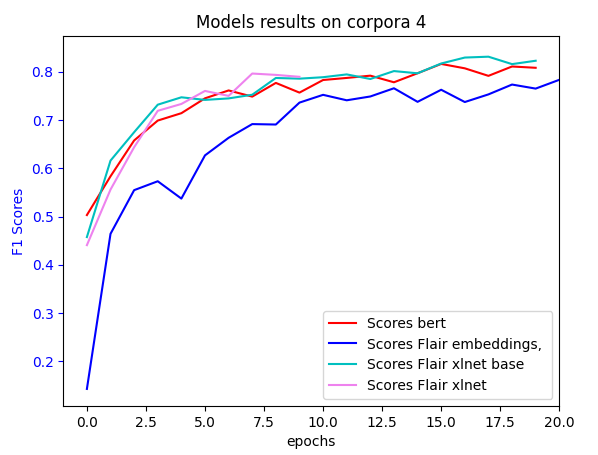 Models results on corpora 4
F1 Scores
0.8
0.7
0.6
0.5
0.4
0.3
0.2
Scores bert
Scores Flair embeddings,
Scores Flair xlnet base
Scores Flair xlnet
0.0 2.5 5.0 7.5 10.0 12.5 15.0 17.5 20.0
epochs